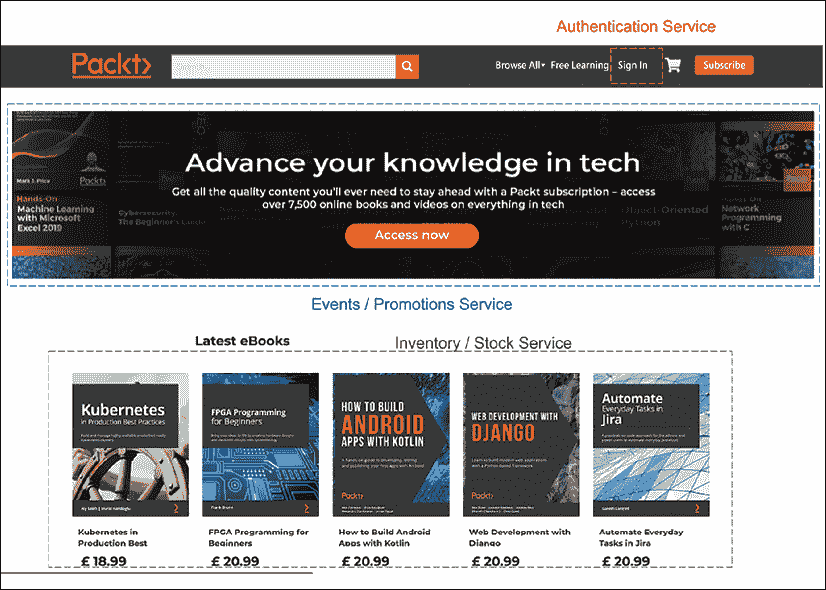 Authentication Service
Packt>
Browse All Free Learning Sign In Subscribe
Advance your knowledge in tech
Get all the quality content you'll ever need to stay ahead with a Packt subscription – access
over 7,500 online books and videos on everything in tech
Access now
Mark J. Price
Packt
Hands-On
Machine Learning
with Microsoft
Excel 2019
Cybersecurity:
The Beginner's Guide
Object-Oriented
Python
Network
Programming
with C
Events / Promotions Service
Latest eBooks
Inventory / Stock Service
Kubernetes
in Production Best Practices
FPGA Programming
for Beginners
HOW TO BUILD
ANDROID
APPS WITH KOTLIN
Packt>
WEB DEVELOPMENT WITH
DJANGO
Packt>
Automate
Everyday Tasks in
Jira
Kubernetes in
Production Best
£ 18.99
FPGA Programming for
Beginners
£ 20.99
How to Build Android
Apps with Kotlin
£ 20.99
Web Development with
Django
£ 20.99
Automate Everyday
Tasks in Jira
£ 20.99